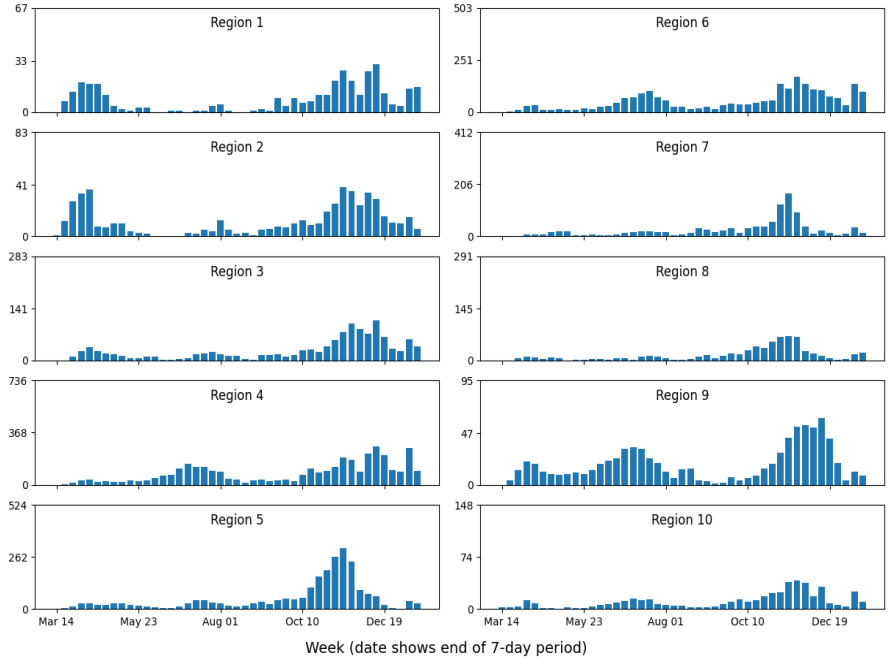 Region 1
67
33
0
Region 6
503
251
0
Region 2
83
41
0
Region 7
412
206
0
Region 3
283
141
0
Region 8
291
145
0
Region 4
736
368
0
Region 9
95
47
0
Region 5
524
262
0
Mar 14 May 23 Aug 01 Oct 10 Dec 19
Region 10
148
74
0
Mar 14 May 23 Aug 01 Oct 10 Dec 19
Week (date shows end of 7-day period)